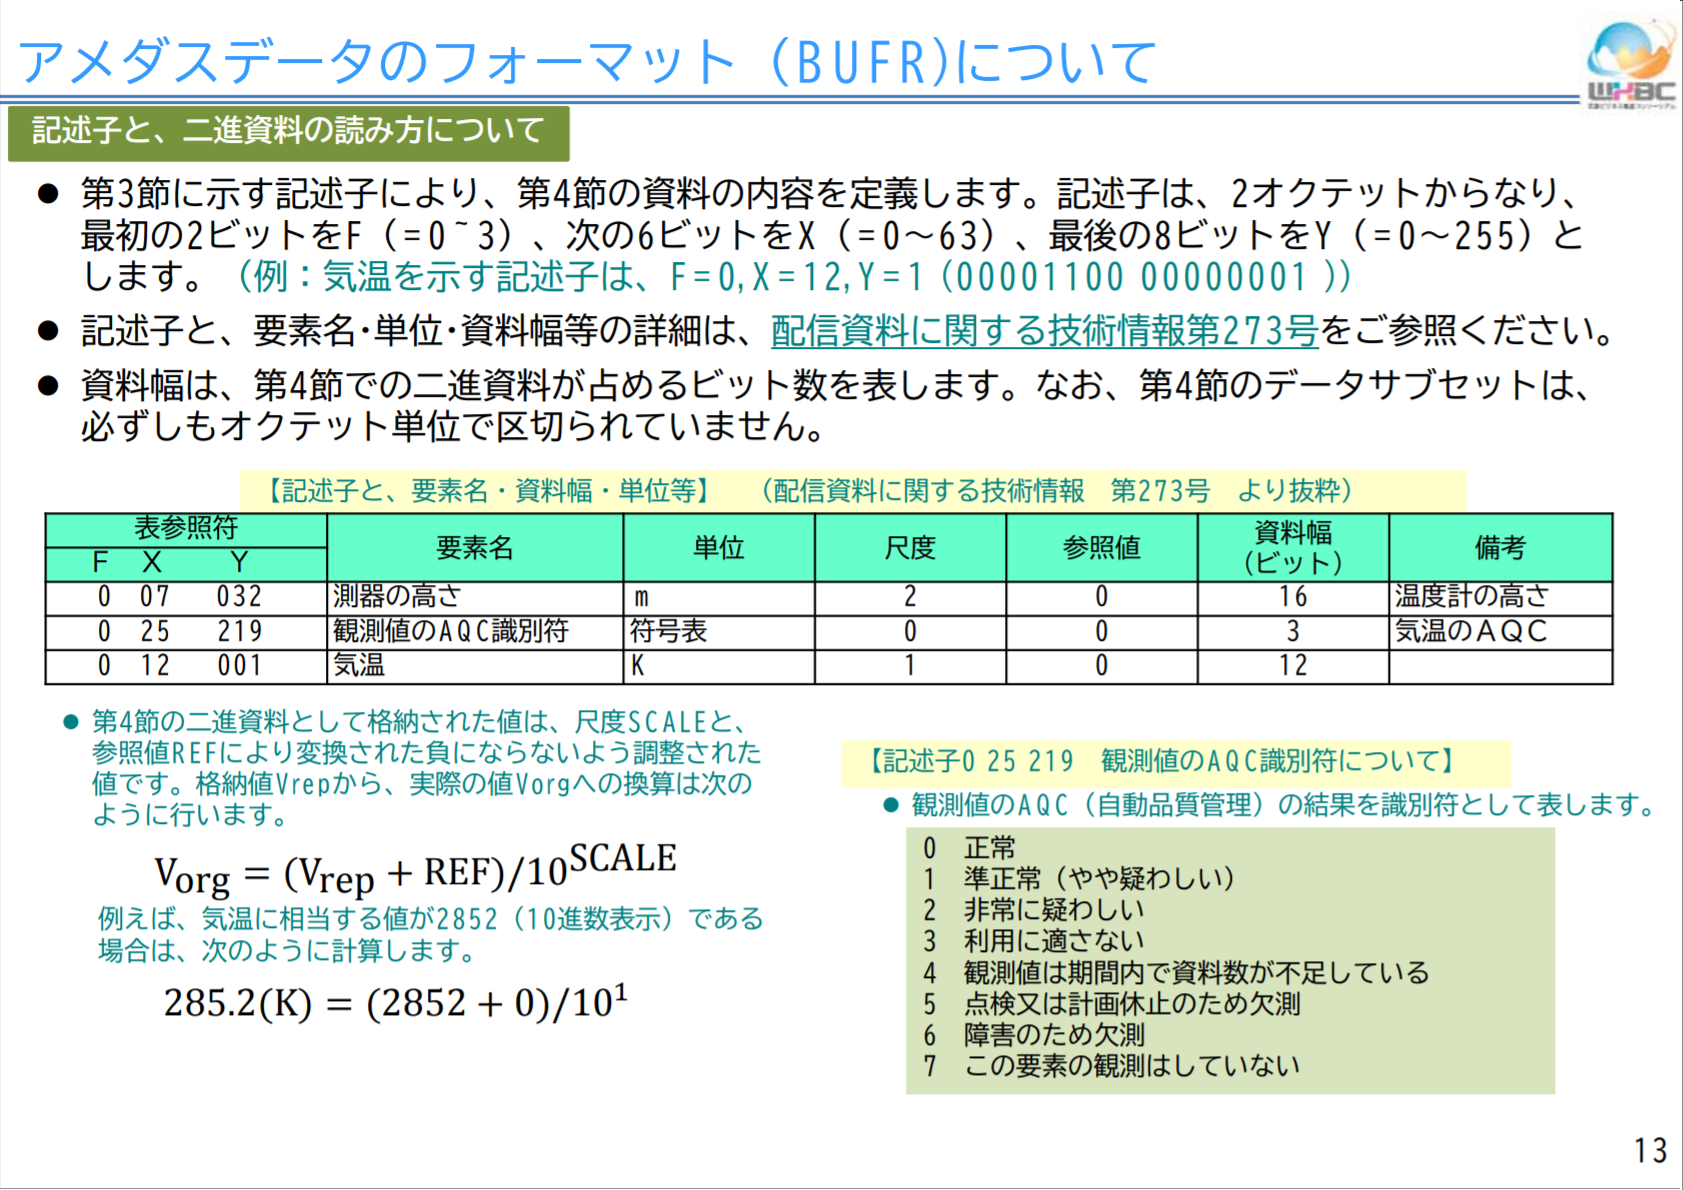 アメダスデータのフォーマット（BUFR)について
WXBC
記述子と、二進資料の読み方について
● 第3節に示す記述子により、第4節の資料の内容を定義します。記述子は、2オクテットからなり、
最初の2ビットをF（=0~3）、次の6ビットをX（=0～63）、最後の8ビットをY（=0～255）と
します。（例：気温を示す記述子は、F=0,X=12,Y=1（00001100 00000001 ））
● 記述子と、要素名･単位･資料幅等の詳細は、配信資料に関する技術情報第273号をご参照ください。
● 資料幅は、第4節での二進資料が占めるビット数を表します。なお、第4節のデータサブセットは、
必ずしもオクテット単位で区切られていません。
【記述子と、要素名・資料幅・単位等】　（配信資料に関する技術情報　第273号　より抜粋）
表参照符 要素名 単位 尺度 参照値 資料幅（ビット） 備考
F X Y
0 07 032 測器の高さ m 2 0 16 温度計の高さ
0 25 219 観測値のAQC識別符 符号表 0 0 3 気温のAQC
0 12 001 気温 K 1 0 12
● 第4節の二進資料として格納された値は、尺度SCALEと、
参照値REFにより変換された負にならないよう調整された
値です。格納値Vrepから、実際の値Vorgへの換算は次の
ように行います。
Vorg = (Vrep + REF)/10^SCALE
例えば、気温に相当する値が2852（10進数表示）である
場合は、次のように計算します。
285.2(K) = (2852 + 0)/10¹
【記述子0 25 219　観測値のAQC識別符について】
● 観測値のAQC（自動品質管理）の結果を識別符として表します。
0 正常
1 準正常（やや疑わしい）
2 非常に疑わしい
3 利用に適さない
4 観測値は期間内で資料数が不足している
5 点検又は計画休止のため欠測
6 障害のため欠測
7 この要素の観測はしていない
13